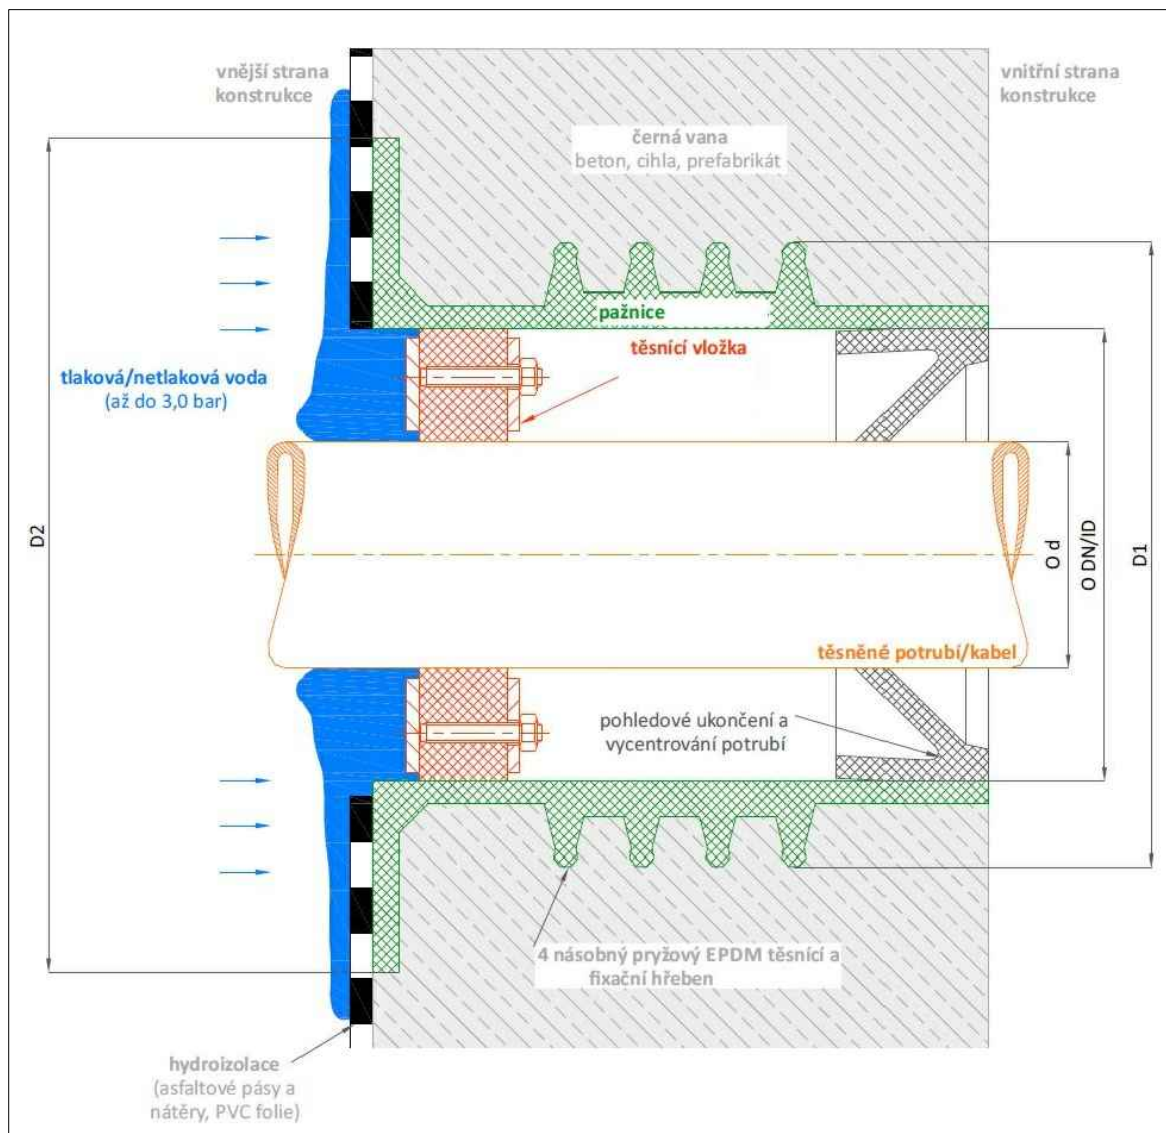 vnější strana
konstrukce
vnitřní strana
konstrukce
černá vana
beton, cihla, prefabrikát
pažnice
těsnící vložka
tlaková/netlaková voda
(až do 3,0 bar)
D2
O d
O DN/ID
D1
těsněné potrubí/kabel
pohledové ukončení a
vycentrování potrubí
4 násobný pryžový EPDM těsnící a
fixační hřeben
hydroizolace
(asfaltové pásy a
nátěry, PVC folie)